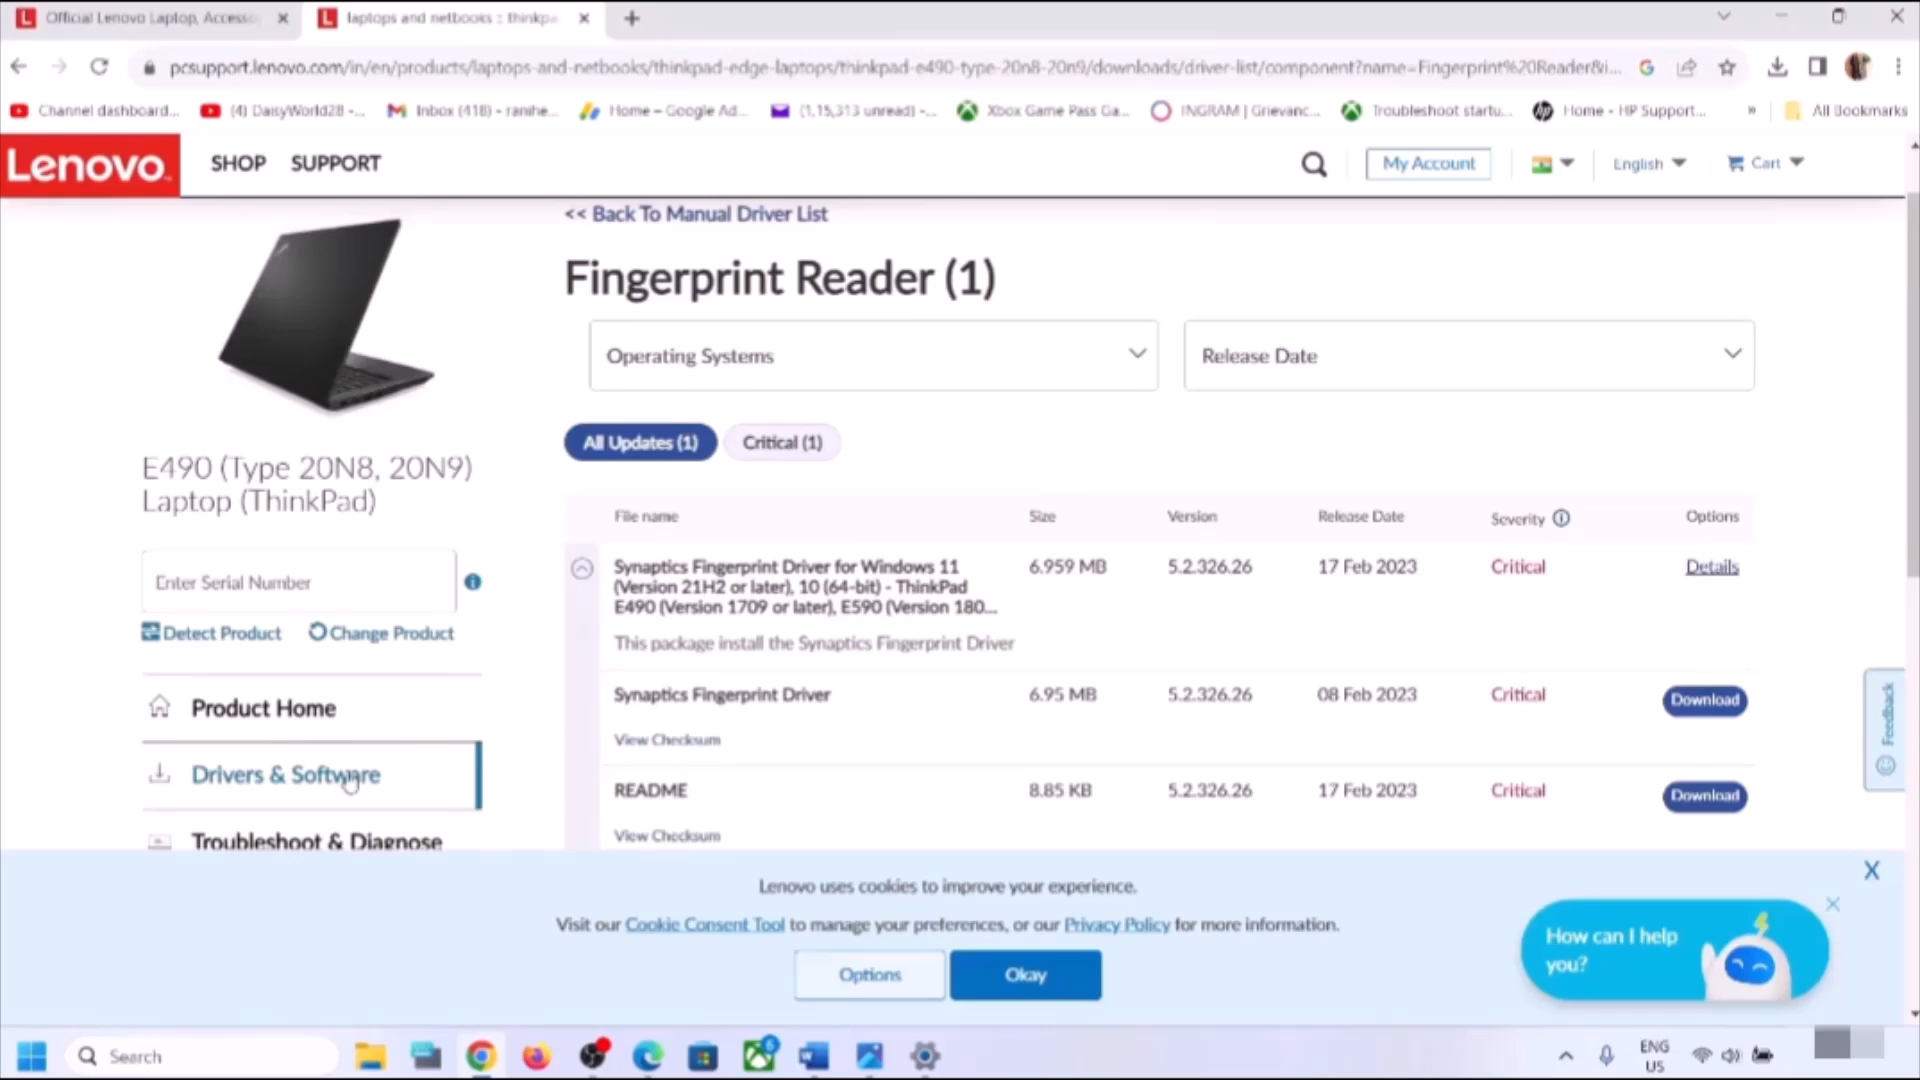 Official Lenovo Laptop, Accesso
laptops and netbooks :: thinkpa
pcsupport.lenovo.com/in/en/products/laptops-and-netbooks/thinkpad-edge-laptops/thinkpad-e490-type-20n8-20n9/downloads/driver-list/component?name=Fingerprint%20Reader&i...
Channel dashboard...
(4) DaisyWorld28 -...
Inbox (418) - ranihe...
Home – Google Ad...
(1,15,313 unread) -...
Xbox Game Pass Ga...
INGRAM | Grievanc...
Troubleshoot startu...
Home - HP Support...
»
All Bookmarks
Lenovo
SHOP
SUPPORT
My Account
English
Cart
<< Back To Manual Driver List
Fingerprint Reader (1)
Operating Systems
Release Date
All Updates (1)
Critical (1)
E490 (Type 20N8, 20N9)
Laptop (ThinkPad)
Enter Serial Number
Detect Product
Change Product
Product Home
Drivers & Software
Troubleshoot & Diagnose
File name Size Version Release Date Severity Options
Synaptics Fingerprint Driver for Windows 11 6.959 MB 5.2.326.26 17 Feb 2023 Critical Details
(Version 21H2 or later), 10 (64-bit) - ThinkPad
E490 (Version 1709 or later), E590 (Version 180...
This package install the Synaptics Fingerprint Driver
Synaptics Fingerprint Driver 6.95 MB 5.2.326.26 08 Feb 2023 Critical Download
View Checksum
README 8.85 KB 5.2.326.26 17 Feb 2023 Critical Download
View Checksum
Feedback
Lenovo uses cookies to improve your experience.
X
Visit our Cookie Consent Tool to manage your preferences, or our Privacy Policy for more information.
Options
Okay
How can I help
you?
Search
6
ENG
US